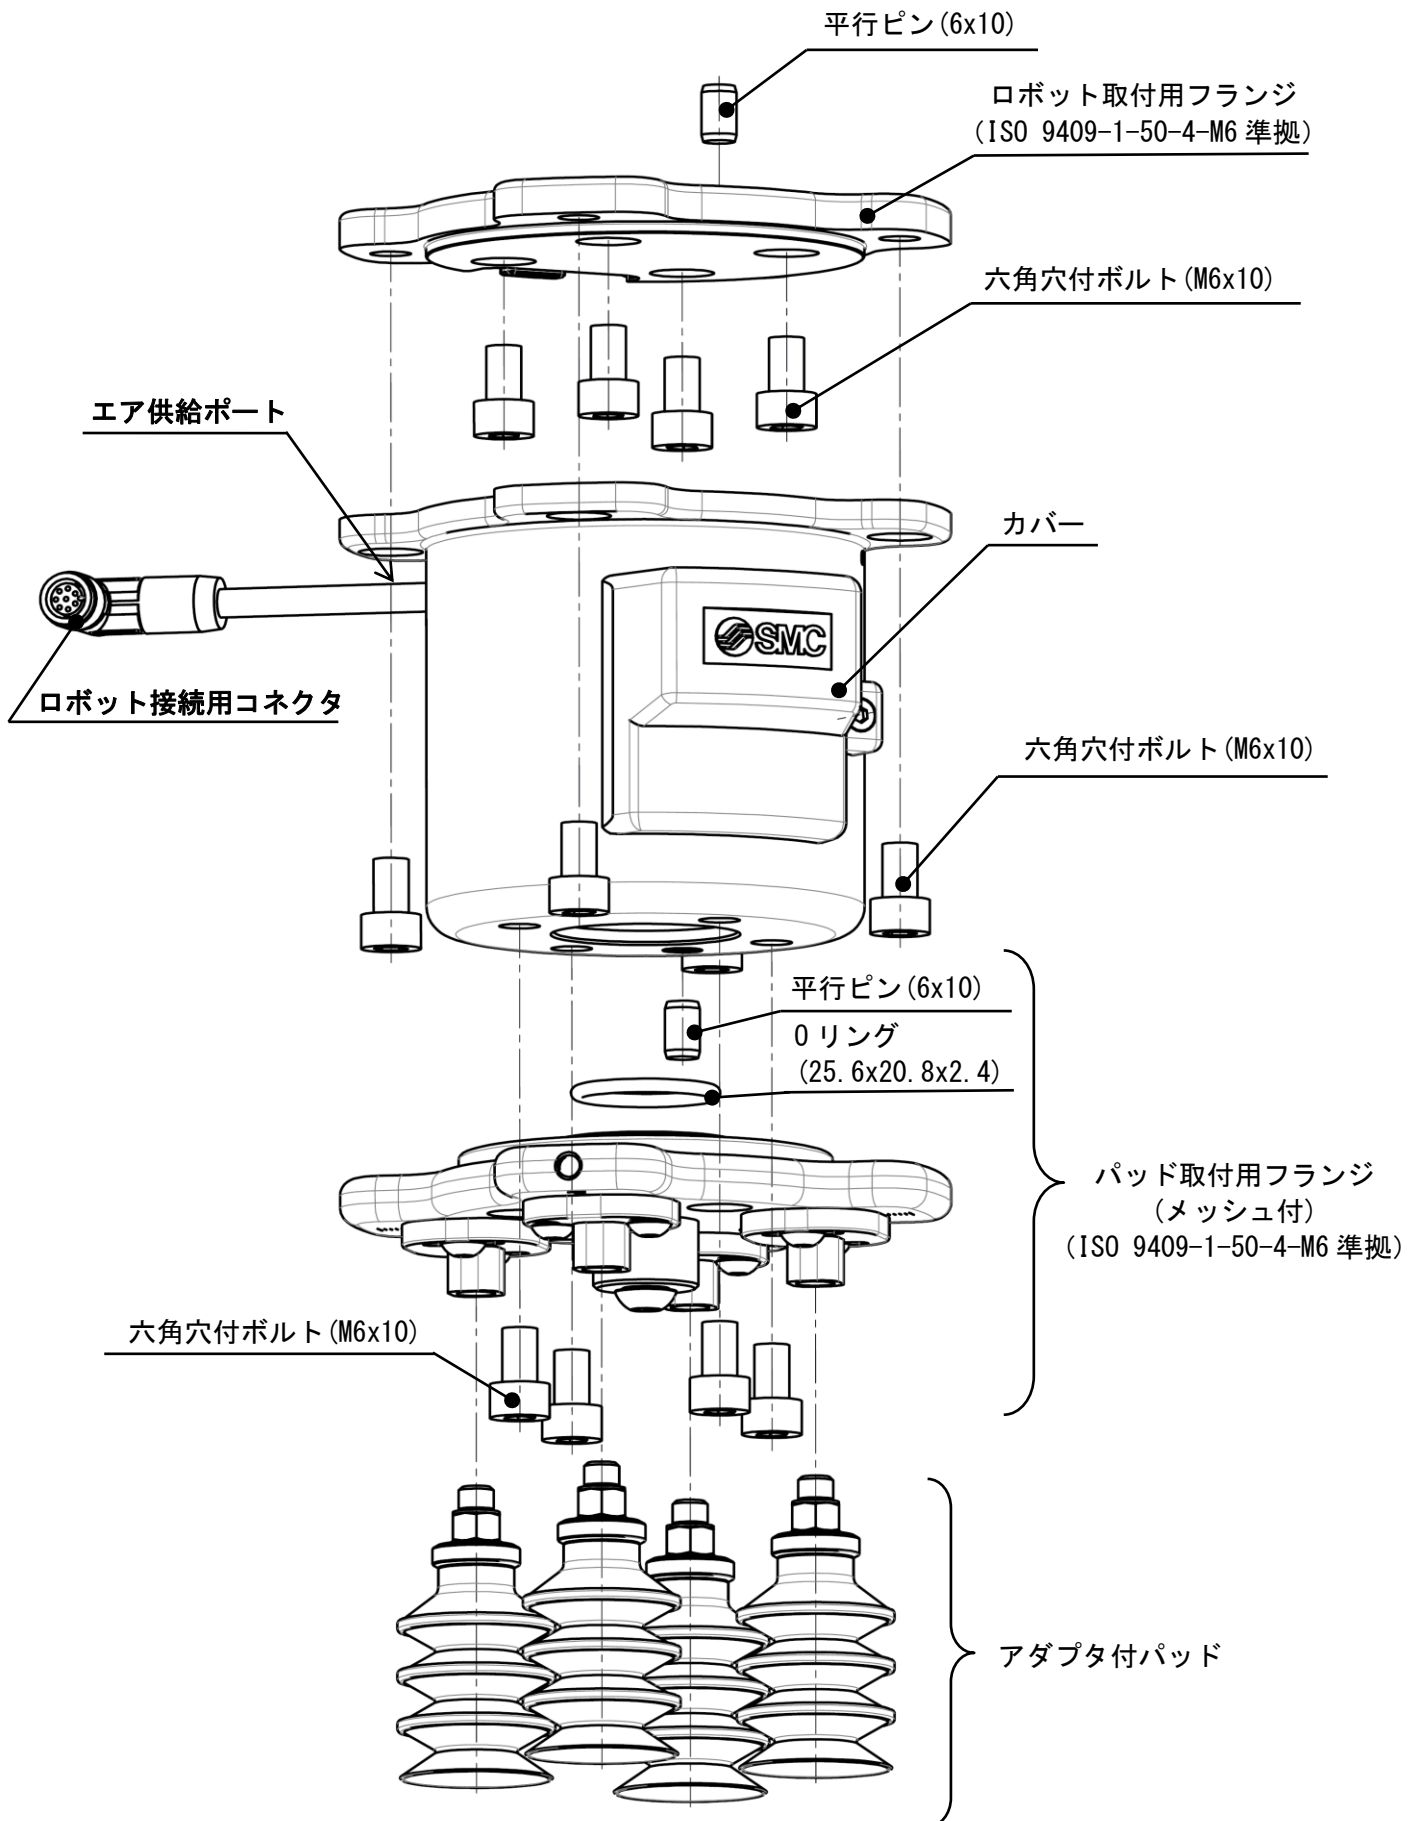 平行ピン(6x10)
ロボット取付用フランジ
(ISO 9409-1-50-4-M6 準拠)
六角穴付ボルト(M6x10)
エア供給ポート
カバー
SMC
ロボット接続用コネクタ
六角穴付ボルト(M6x10)
平行ピン(6x10)
Oリング
(25.6x20.8x2.4)
パッド取付用フランジ
(メッシュ付)
(ISO 9409-1-50-4-M6 準拠)
六角穴付ボルト(M6x10)
アダプタ付パッド